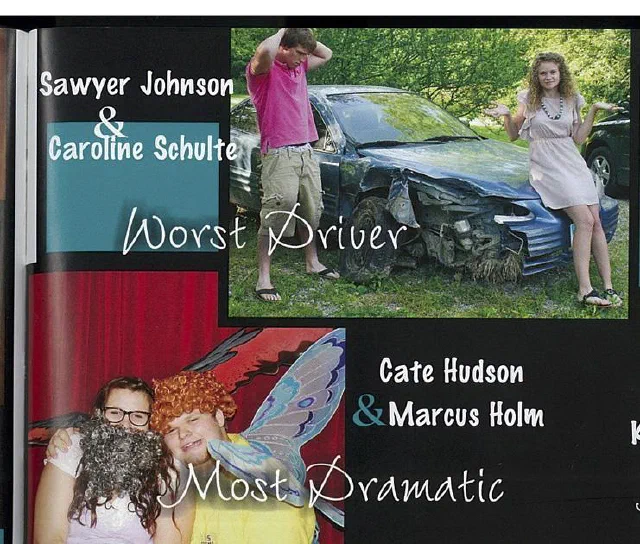 Sawyer Johnson
&
Caroline Schulte
Worst Driver
Cate Hudson
& Marcus Holm
Most Dramatic